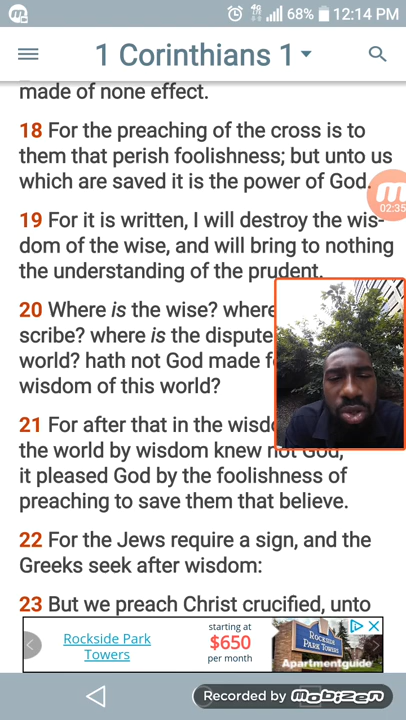 68% 12:14 PM
1 Corinthians 1
made of none effect.
18 For the preaching of the cross is to
them that perish foolishness; but unto us
which are saved it is the power of God.
M
02:35
19 For it is written, I will destroy the wis-
dom of the wise, and will bring to nothing
the understanding of the prudent.
20 Where is the wise? where
scribe? where is the dispute
world? hath not God made f
wisdom of this world?
21 For after that in the wisd
the world by wisdom knew not God,
it pleased God by the foolishness of
preaching to save them that believe.
22 For the Jews require a sign, and the
Greeks seek after wisdom:
23 But we preach Christ crucified, unto
Rockside Park
Towers
starting at
$650
per month
ROCKSIDE
PARK
TOWERS
Apartmentguide
Recorded by mobizen